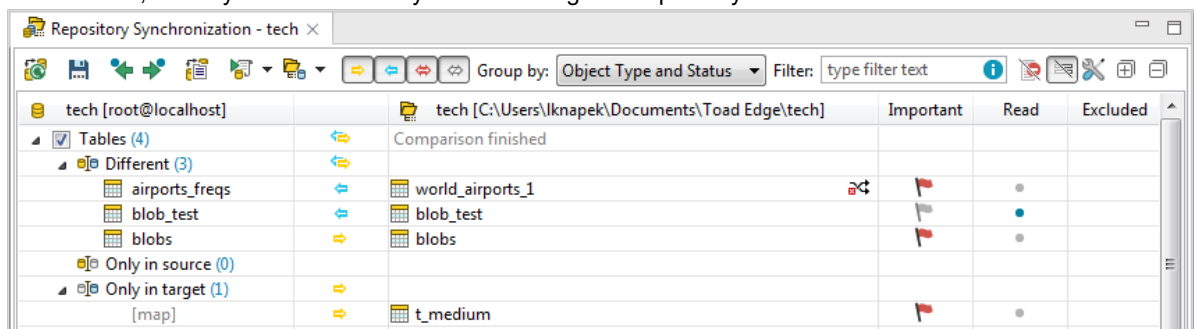 Repository Synchronization - tech
Group by: Object Type and Status Filter: type filter text
tech [root@localhost] tech [C:\Users\lknapek\Documents\Toad Edge\tech] Important Read Excluded
Tables (4) Comparison finished
Different (3)
airports_freqs world_airports_1
blob_test blob_test
blobs blobs
Only in source (0)
Only in target (1)
[map] t_medium